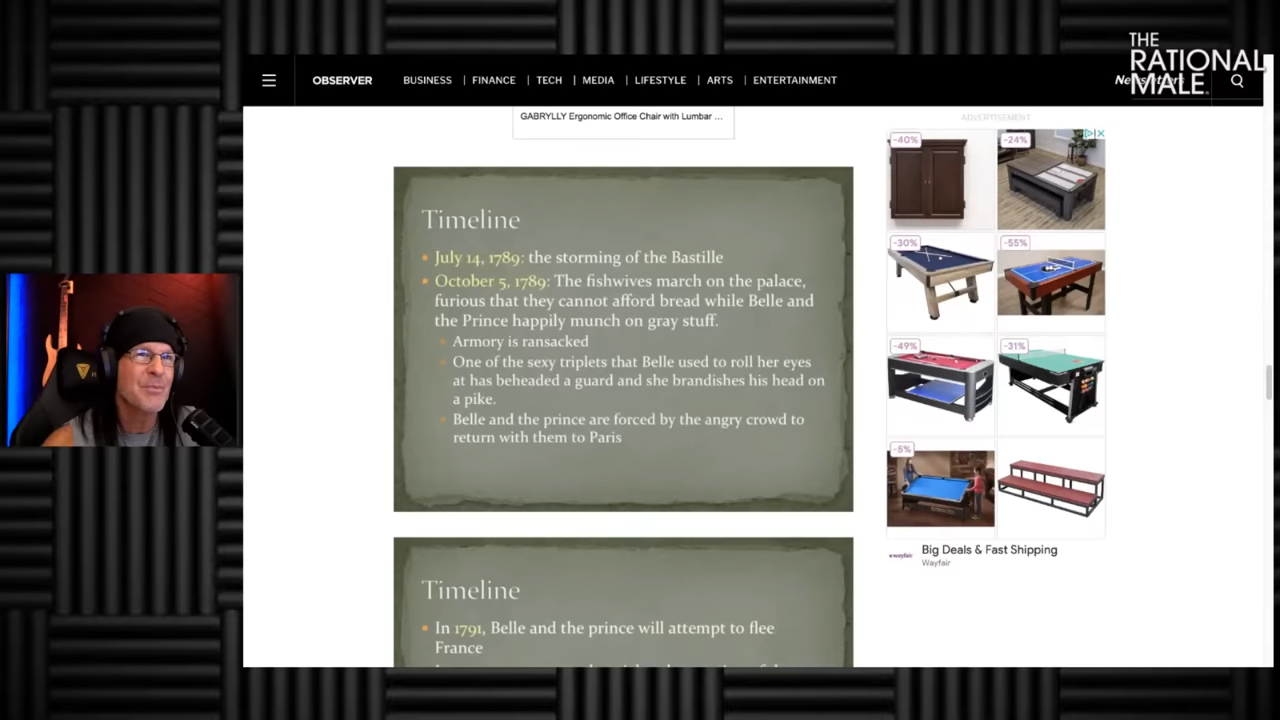 THE
RATIONAL
MALE
OBSERVER
BUSINESS | FINANCE | TECH | MEDIA | LIFESTYLE | ARTS | ENTERTAINMENT
GABRYLLY Ergonomic Office Chair with Lumbar ...
ADVERTISEMENT
-40%
-24%
-30%
-55%
-49%
-31%
-5%
wayfair
Big Deals & Fast Shipping
Wayfair
Timeline
• July 14, 1789: the storming of the Bastille
• October 5, 1789: The fishwives march on the palace,
furious that they cannot afford bread while Belle and
the Prince happily munch on gray stuff.
Armory is ransacked
One of the sexy triplets that Belle used to roll her eyes
at has beheaded a guard and she brandishes his head on
a pike.
Belle and the prince are forced by the angry crowd to
return with them to Paris
Timeline
• In 1791, Belle and the prince will attempt to flee
France